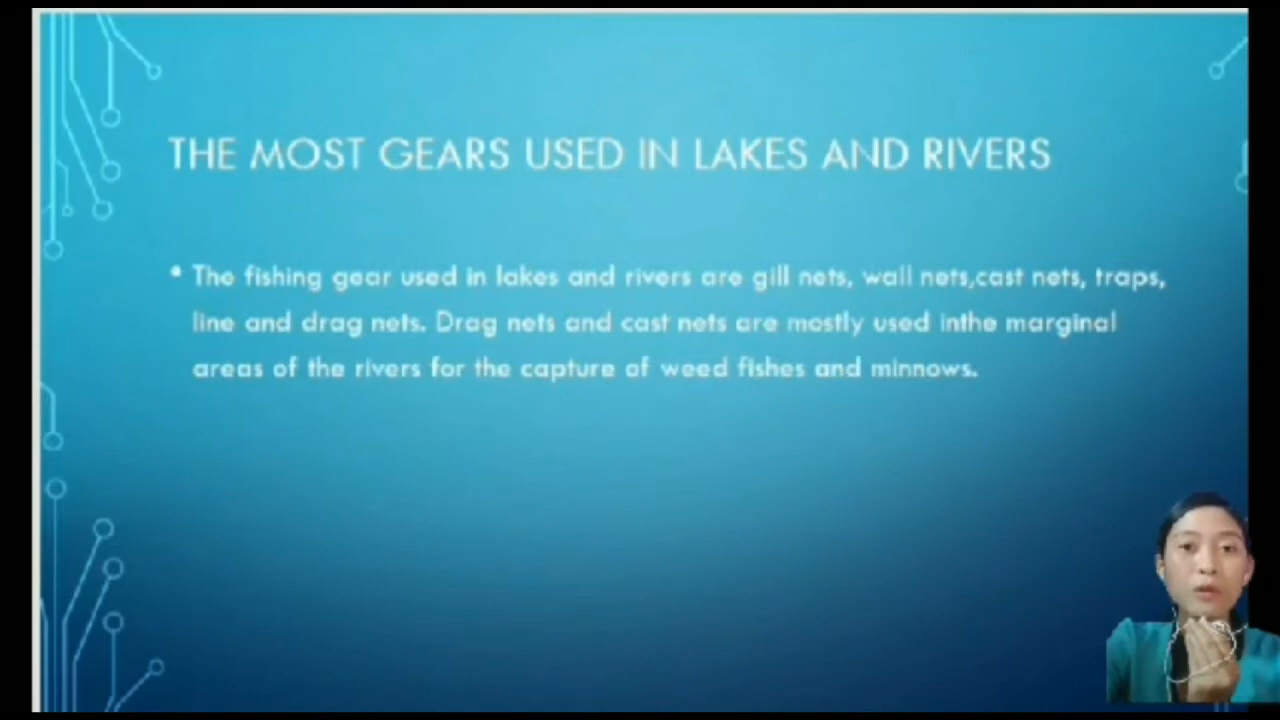 THE MOST GEARS USED IN LAKES AND RIVERS
• The fishing gear used in lakes and rivers are gill nets, wall nets,cast nets, traps,
line and drag nets. Drag nets and cast nets are mostly used inthe marginal
areas of the rivers for the capture of weed fishes and minnows.